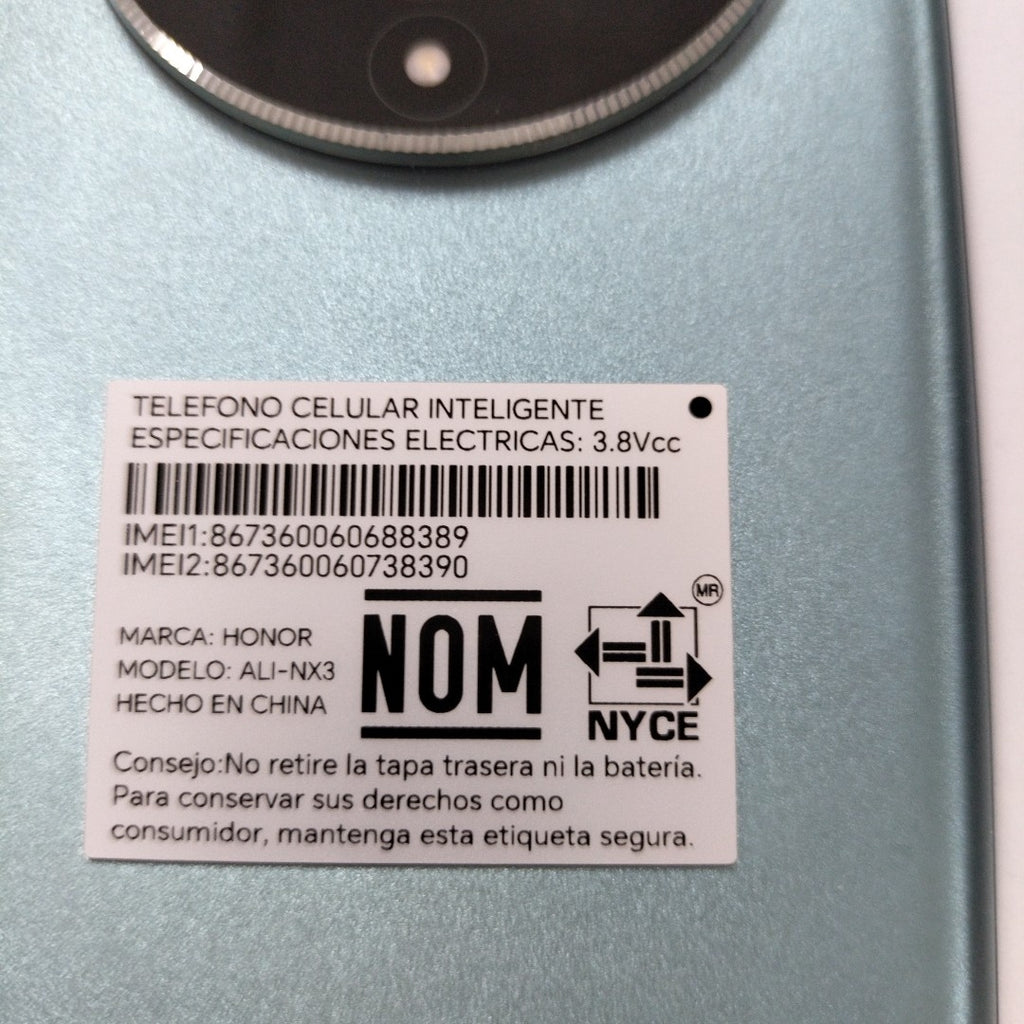 TELEFONO CELULAR INTELIGENTE
ESPECIFICACIONES ELECTRICAS: 3.8Vcc
IMEI1:867360060688389
IMEI2:867360060738390
MARCA: HONOR
MODELO: ALI-NX3
HECHO EN CHINA
NOM
MR
NYCE
Consejo:No retire la tapa trasera ni la batería.
Para conservar sus derechos como
consumidor, mantenga esta etiqueta segura.